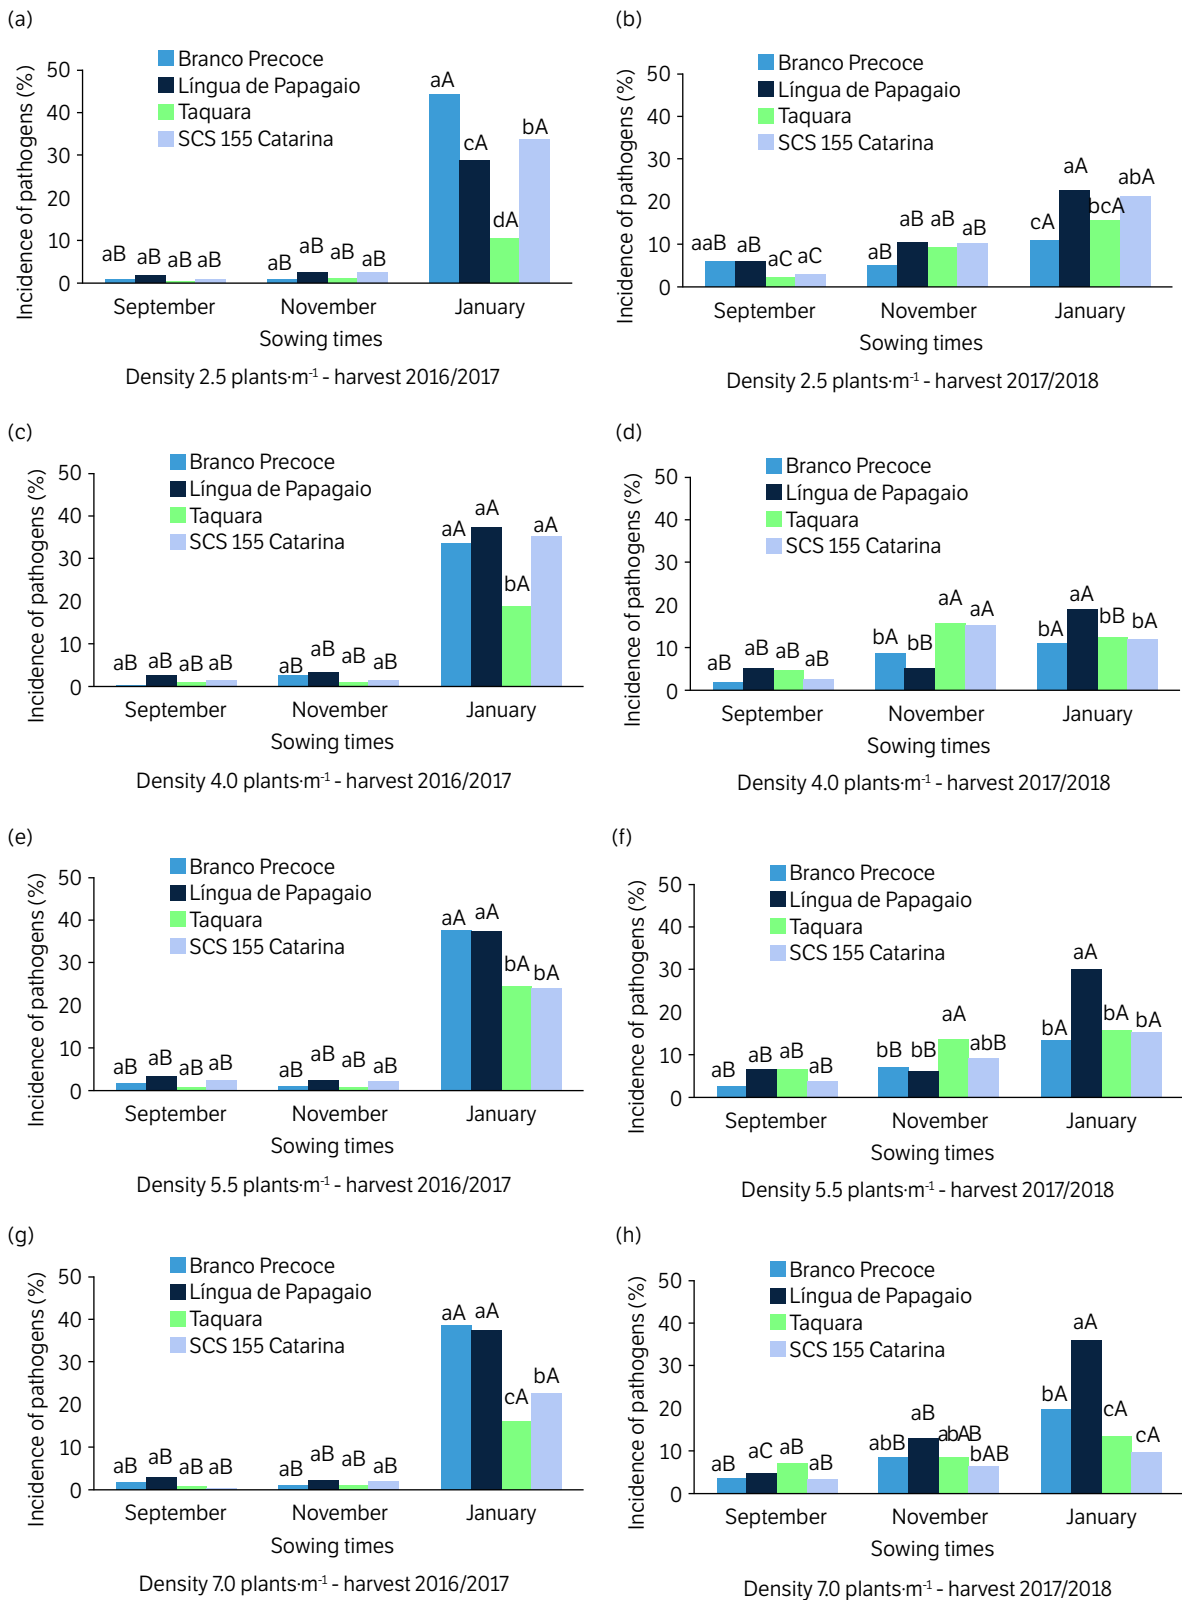 (a)
Incidence of pathogens (%)
Branco Precoce
Língua de Papagaio
Taquara
SCS 155 Catarina
50
40
30
20
10
0
aB aB aB aB
aB aB aB aB
aA cA dA bA
September November January
Sowing times
Density 2.5 plants·m⁻¹ - harvest 2016/2017
(b)
Incidence of pathogens (%)
Branco Precoce
Língua de Papagaio
Taquara
SCS 155 Catarina
50
40
30
20
10
0
aaB aB aC aC
aB aB aB aB
cA aA bcA abA
September November January
Sowing times
Density 2.5 plants·m⁻¹ - harvest 2017/2018
(c)
Incidence of pathogens (%)
Branco Precoce
Língua de Papagaio
Taquara
SCS 155 Catarina
50
40
30
20
10
0
aB aB aB aB
aB aB aB aB
aA aA bA aA
September November January
Sowing times
Density 4.0 plants·m⁻¹ - harvest 2016/2017
(d)
Incidence of pathogens (%)
Branco Precoce
Língua de Papagaio
Taquara
SCS 155 Catarina
50
40
30
20
10
0
aB aB aB aB
bA bB aA aA
bA aA bB bA
September November January
Sowing times
Density 4.0 plants·m⁻¹ - harvest 2017/2018
(e)
Incidence of pathogens (%)
Branco Precoce
Língua de Papagaio
Taquara
SCS 155 Catarina
50
40
30
20
10
0
aB aB aB aB
aB aB aB aB
aA aA bA bA
September November January
Sowing times
Density 5.5 plants·m⁻¹ - harvest 2016/2017
(f)
Incidence of pathogens (%)
Branco Precoce
Língua de Papagaio
Taquara
SCS 155 Catarina
50
40
30
20
10
0
aB aB aB aB
bB bB aA abB
bA aA bA bA
September November January
Sowing times
Density 5.5 plants·m⁻¹ - harvest 2017/2018
(g)
Incidence of pathogens (%)
Branco Precoce
Língua de Papagaio
Taquara
SCS 155 Catarina
50
40
30
20
10
0
aB aB aB aB
aB aB aB aB
aA aA cA bA
September November January
Sowing times
Density 7.0 plants·m⁻¹ - harvest 2016/2017
(h)
Incidence of pathogens (%)
Branco Precoce
Língua de Papagaio
Taquara
SCS 155 Catarina
50
40
30
20
10
0
aB aC aB aB
abB aB abAB bAB
bA aA cA cA
September November January
Sowing times
Density 7.0 plants·m⁻¹ - harvest 2017/2018